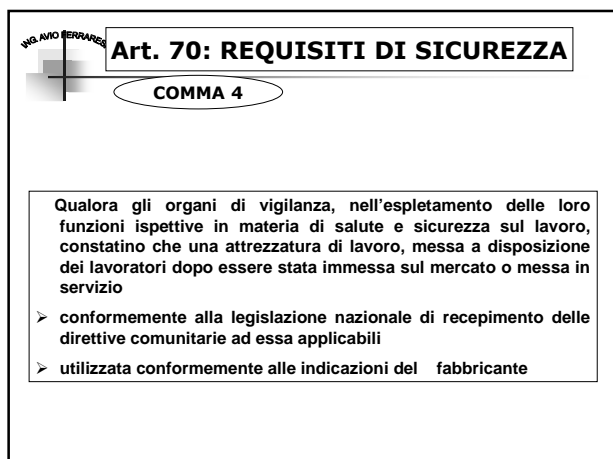 ING. AVIO FERRARESI
Art. 70: REQUISITI DI SICUREZZA
COMMA 4
Qualora gli organi di vigilanza, nell'espletamento delle loro
funzioni ispettive in materia di salute e sicurezza sul lavoro,
constatino che una attrezzatura di lavoro, messa a disposizione
dei lavoratori dopo essere stata immessa sul mercato o messa in
servizio
➢ conformemente alla legislazione nazionale di recepimento delle
direttive comunitarie ad essa applicabili
➢ utilizzata conformemente alle indicazioni del fabbricante